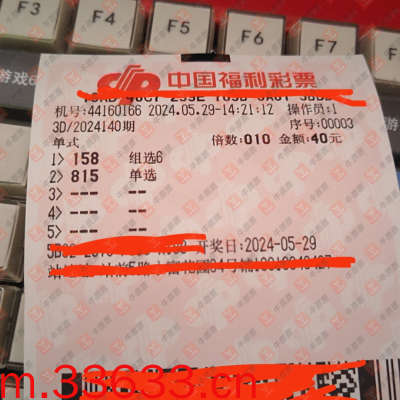 F3 F4 F5 F6
中国福利彩票
机号:44160166 2024.05.29-14:21:12 操作员:1
3D/2024140期 序号:00003
单式 倍数:010 金额:40元
1> 158 组选6
2> 815 单选
3> --- --
4> --- --
5> --- --
开奖日:2024-05-29
m.33633.cn